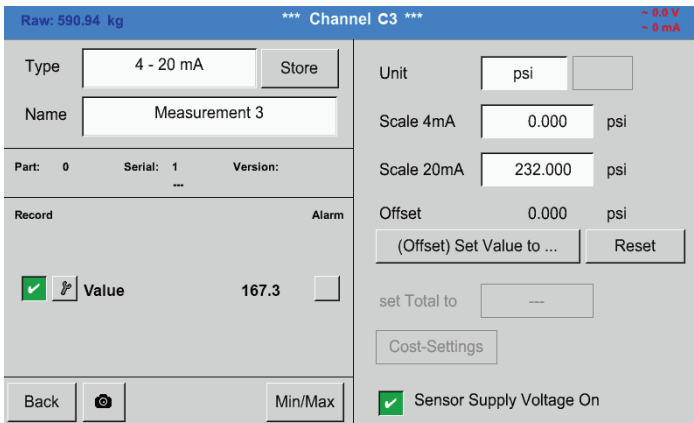 Raw: 590.94 kg
*** Channel C3 ***
~ 0.0 V
~ 0 mA
Type 4 - 20 mA Store
Name Measurement 3
Part: 0 Serial: 1 Version:
---
Record Alarm
Value 167.3
Back Min/Max
Unit psi
Scale 4mA 0.000 psi
Scale 20mA 232.000 psi
Offset 0.000 psi
(Offset) Set Value to ... Reset
set Total to ---
Cost-Settings
Sensor Supply Voltage On